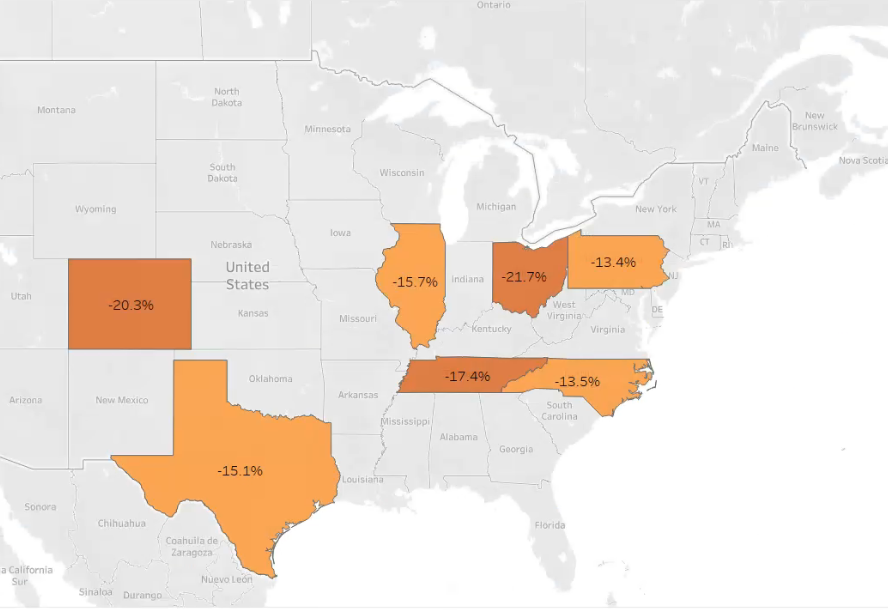 Ontario
North
Dakota
Montana
New
Brunswick
Minnesota
Maine
Nova Scotia
South
Dakota
Wisconsin
VT
Wyoming
Michigan
New York
MA
Iowa
Nebraska
CT
RI
United
States
-13.4%
-21.7%
-15.7%
Indiana
NJ
Utah
-20.3%
MD
West
Virginia
DE
Kansas
Missouri
Kentucky
Virginia
-17.4%
-13.5%
Oklahoma
Arkansas
Arizona
New Mexico
South
Carolina
Mississippi
Alabama
Georgia
-15.1%
Louisiana
Sonora
Chihuahua
Florida
Coahuila de
Zaragoza
a California
Sur
Nuevo León
Sinaloa
Durango